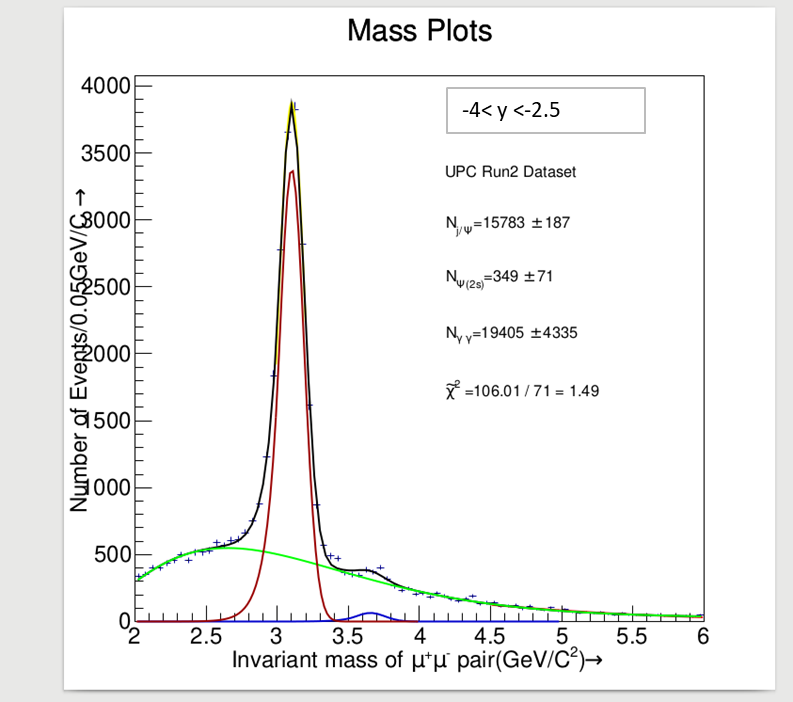 Mass Plots
4000
3500
3000
2500
2000
1500
1000
500
0
Number of Events/0.05GeV/C →
-4< y <-2.5
UPC Run2 Dataset
N_{j/Ψ}=15783 ±187
N_{Ψ(2s)}=349 ±71
N_{γ γ}=19405 ±4335
χ̃² =106.01 / 71 = 1.49
2 2.5 3 3.5 4 4.5 5 5.5 6
Invariant mass of μ⁺μ⁻ pair(GeV/C²)→